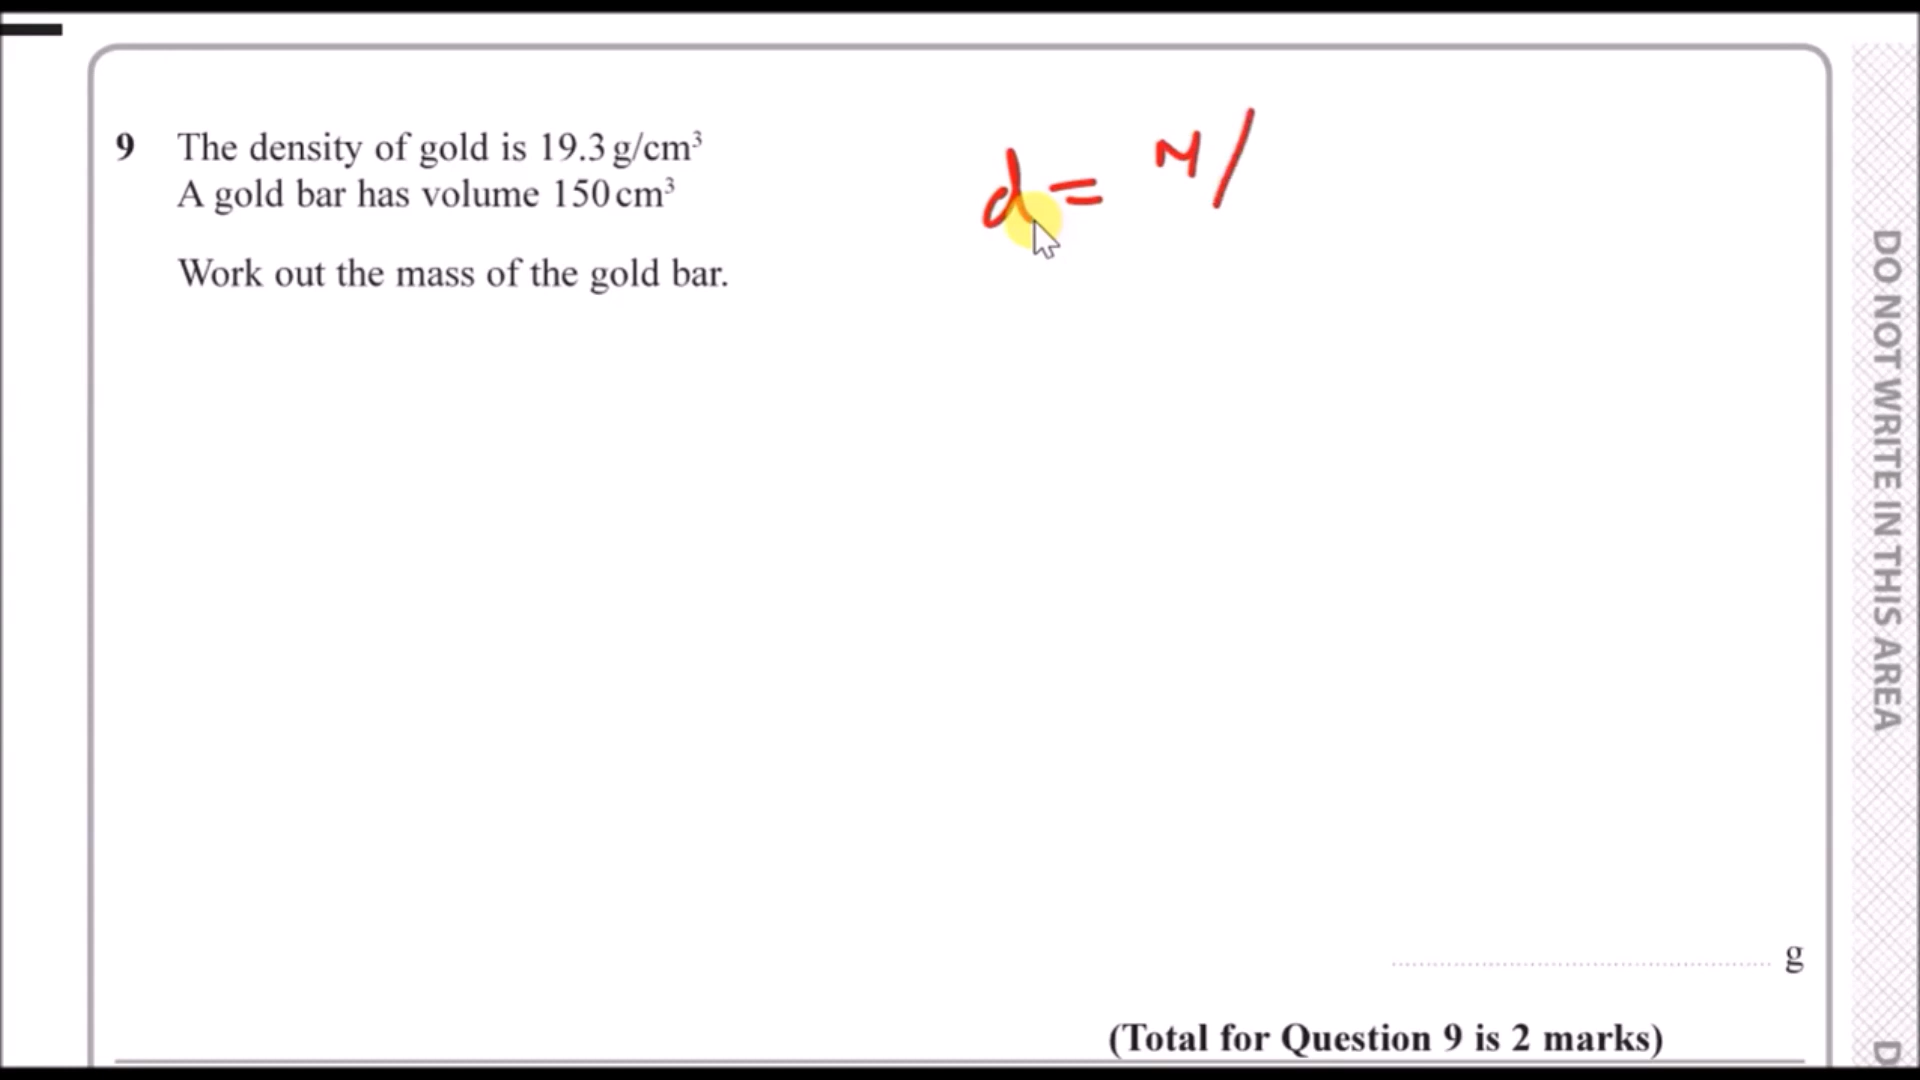 9 The density of gold is 19.3 g/cm³
A gold bar has volume 150 cm³
d = M /
Work out the mass of the gold bar.
g
(Total for Question 9 is 2 marks)
DO NOT WRITE IN THIS AREA
D